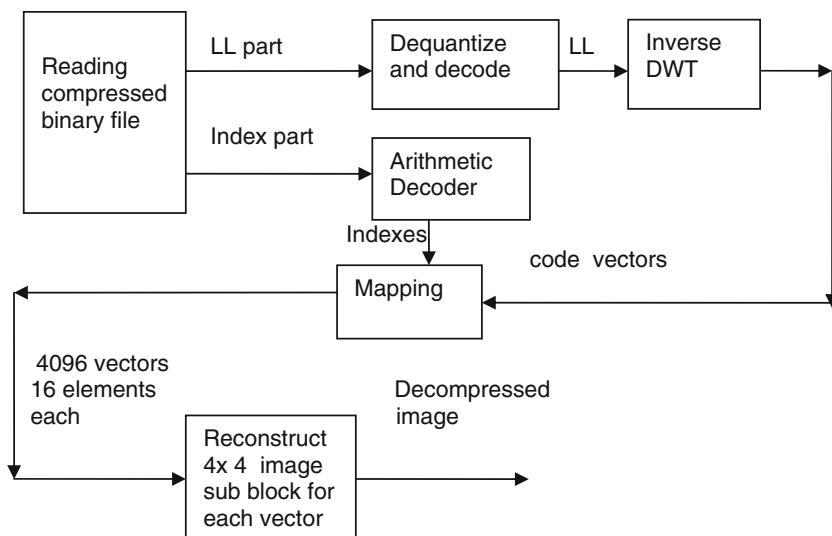 LL part
Reading
compressed
binary file
Dequantize
and decode
LL
Inverse
DWT
Index part
Arithmetic
Decoder
Indexes
code vectors
Mapping
4096 vectors
16 elements
each
Decompressed
image
Reconstruct
4x 4 image
sub block for
each vector